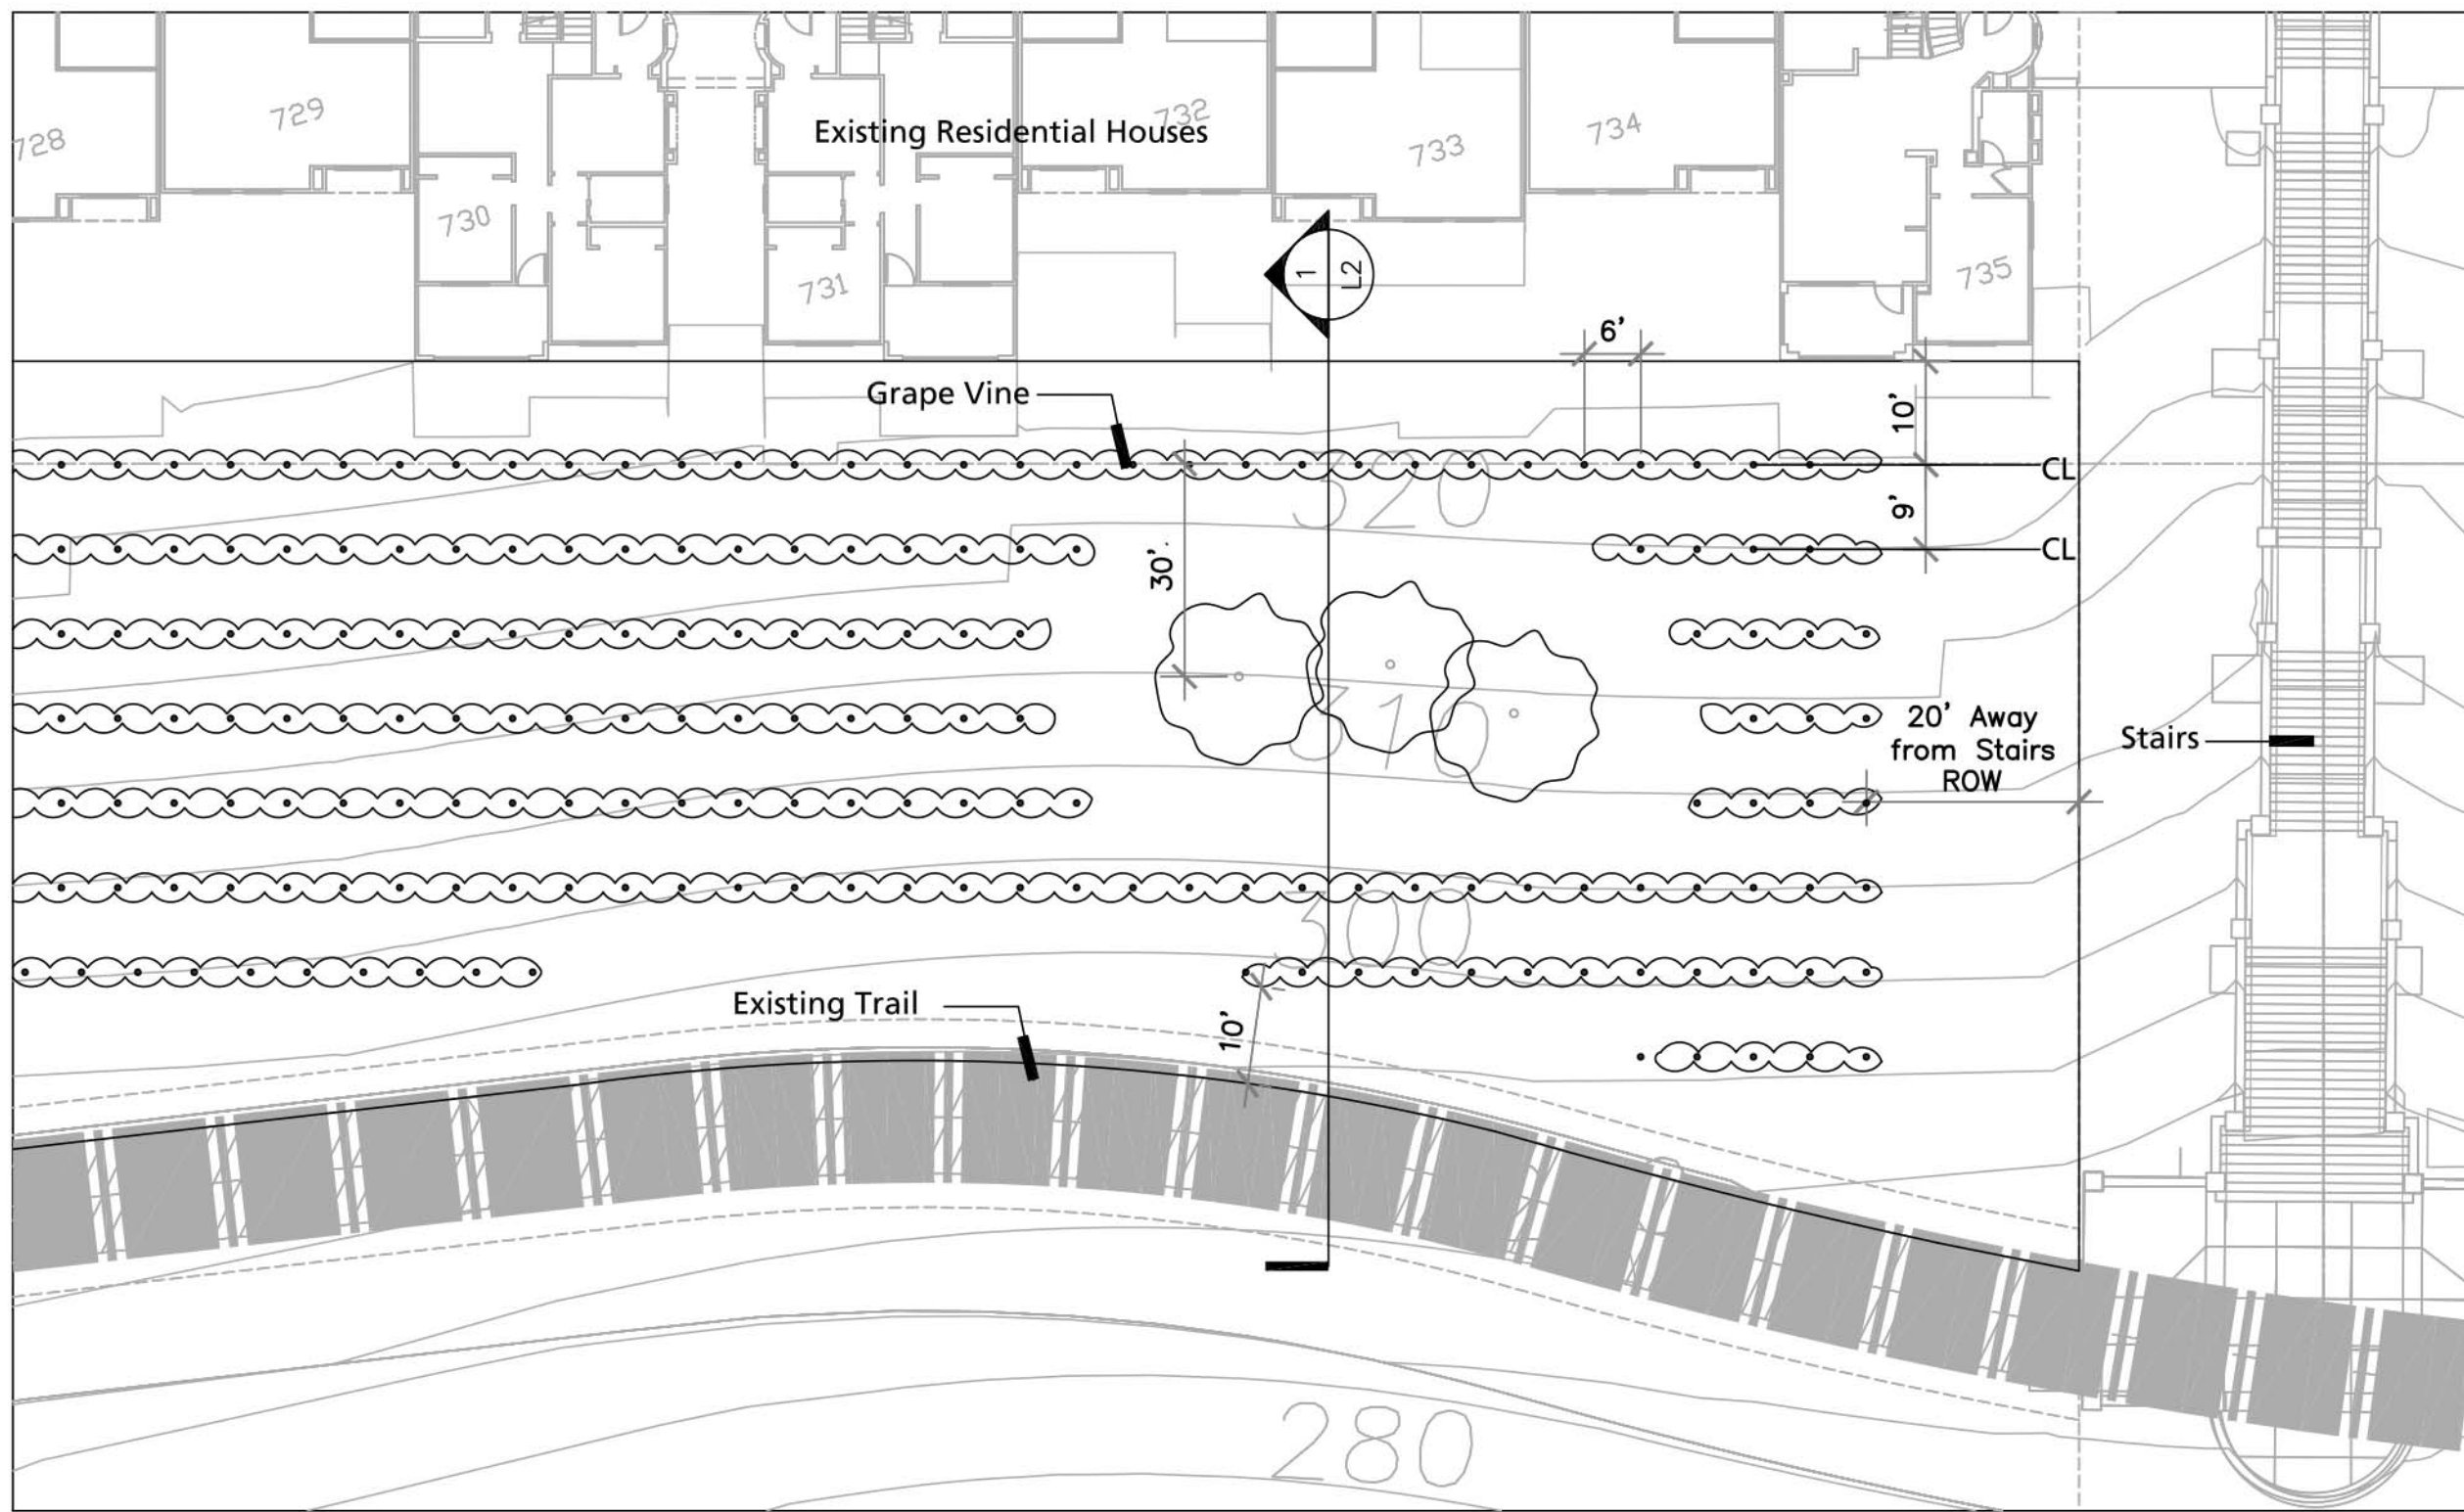 728
729
730
731
Existing Residential Houses
732
733
734
735
1
L2
6'
10'
Grape Vine
CL
320
9'
CL
30'.
310
20' Away
from Stairs
ROW
Stairs
300
Existing Trail
10'
280